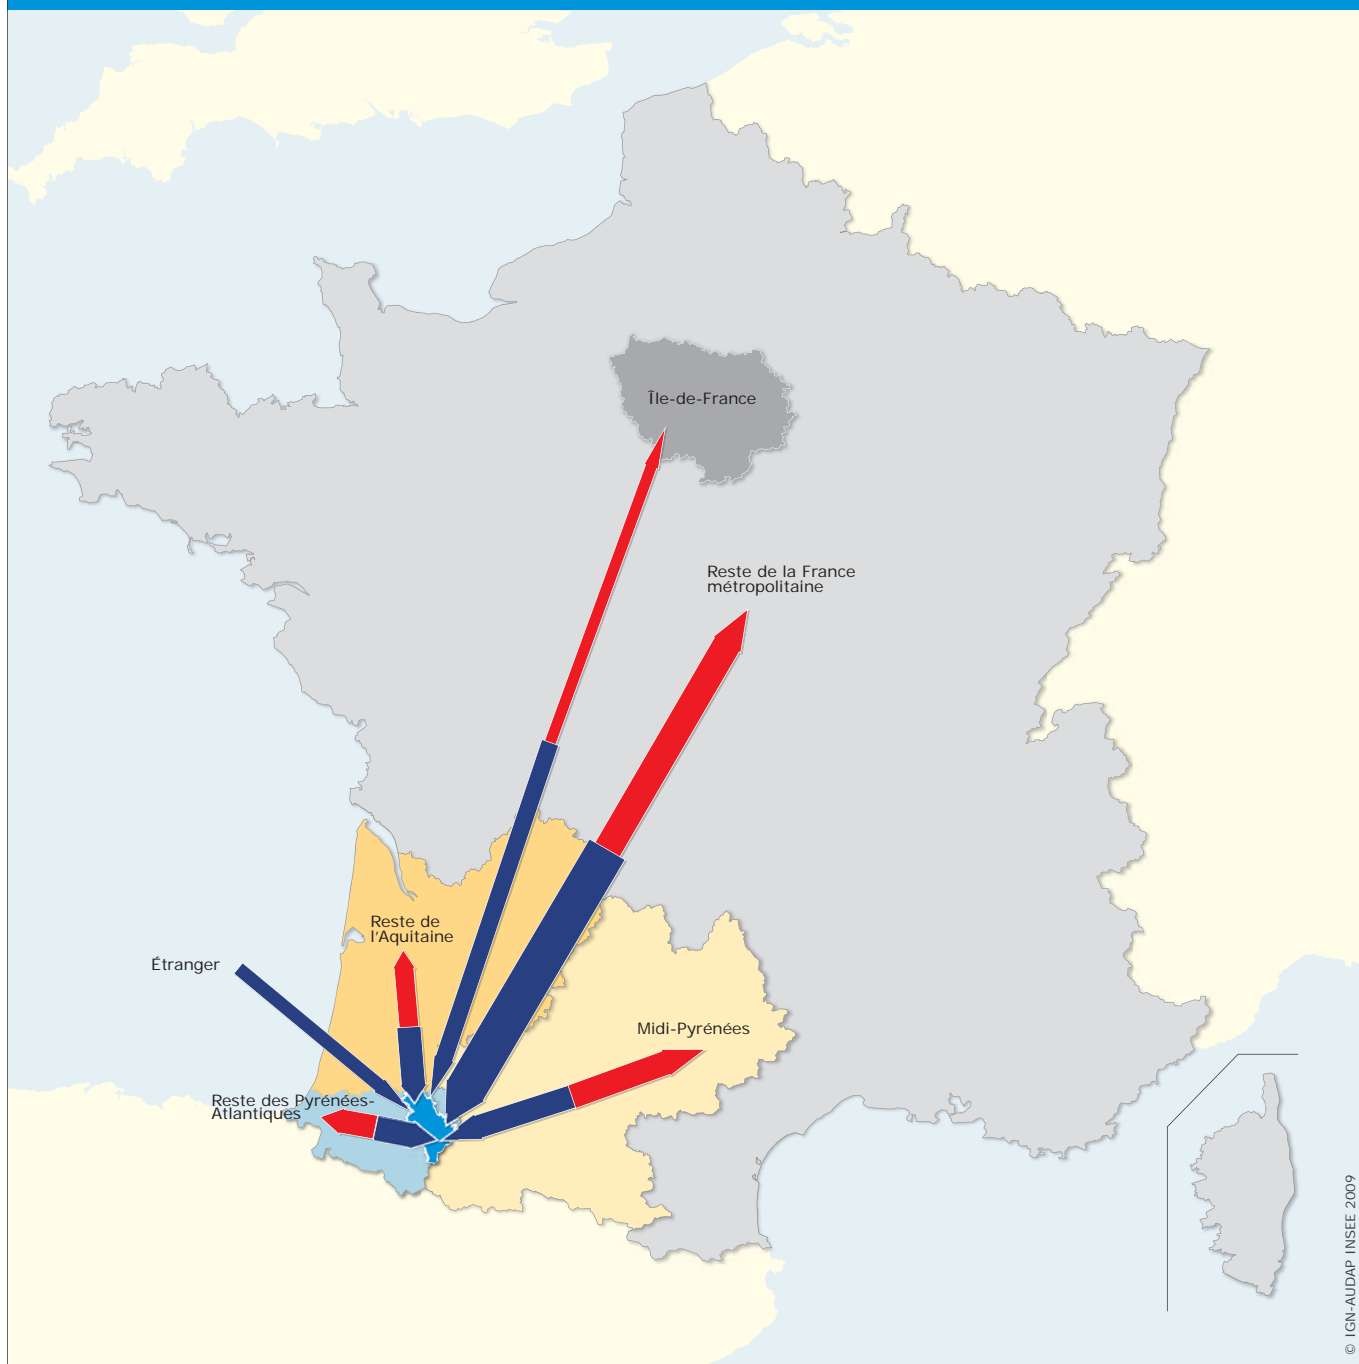 Île-de-France
Reste de la France
métropolitaine
Reste de
l'Aquitaine
Étranger
Midi-Pyrénées
Reste des Pyrénées-
Atlantiques
© IGN-AUDAP INSEE 2009